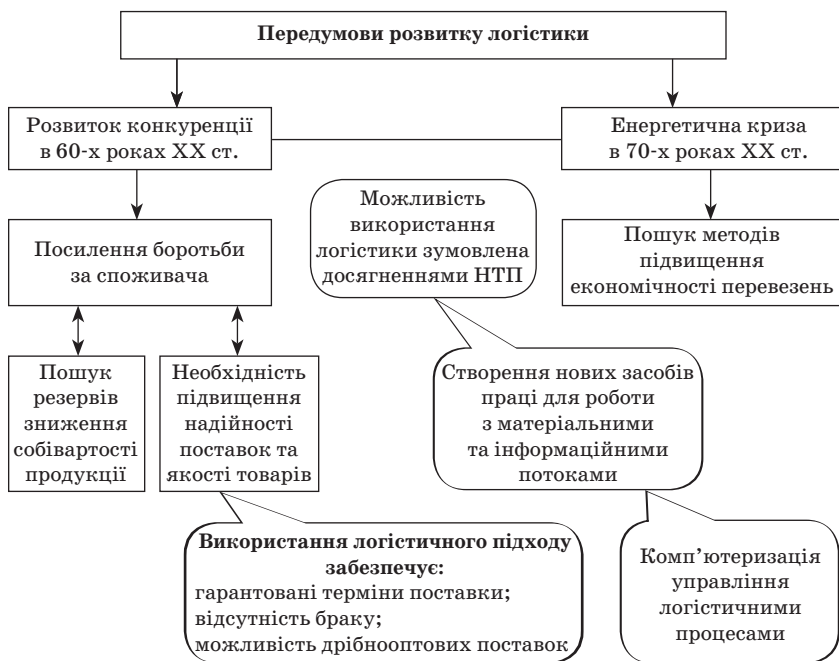 Передумови розвитку логістики
Розвиток конкуренції
в 60-х роках XX ст.
Енергетична криза
в 70-х роках XX ст.
Посилення боротьби
за споживача
Можливість
використання
логістики зумовлена
досягненнями НТП
Пошук методів
підвищення
економічності перевезень
Пошук
резервів
зниження
собівартості
продукції
Необхідність
підвищення
надійності
поставок та
якості товарів
Створення нових засобів
праці для роботи
з матеріальними
та інформаційними
потоками
Використання логістичного підходу
забезпечує:
гарантовані терміни поставки;
відсутність браку;
можливість дрібнооптових поставок
Комп’ютеризація
управління
логістичними
процесами